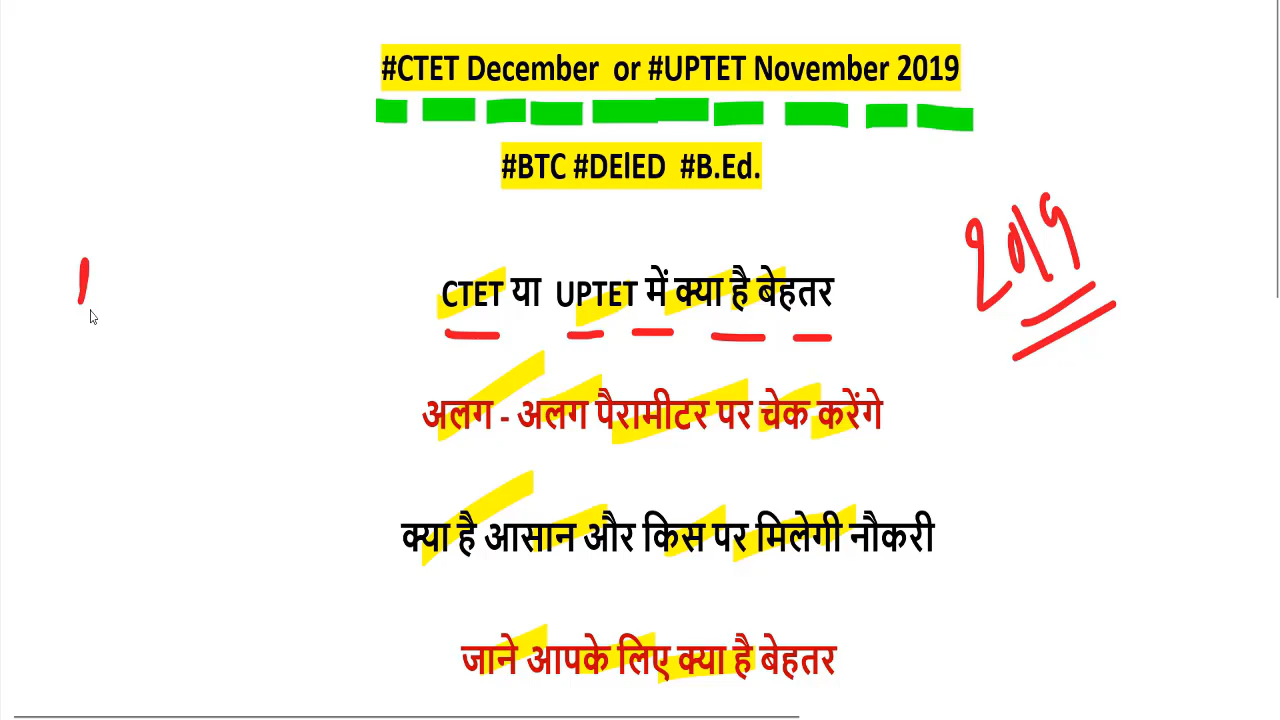 #CTET December or #UPTET November 2019
#BTC #DElED #B.Ed.
2019
CTET या UPTET में क्या है बेहतर
अलग - अलग पैरामीटर पर चेक करेंगे
क्या है आसान और किस पर मिलेगी नौकरी
जाने आपके लिए क्या है बेहतर